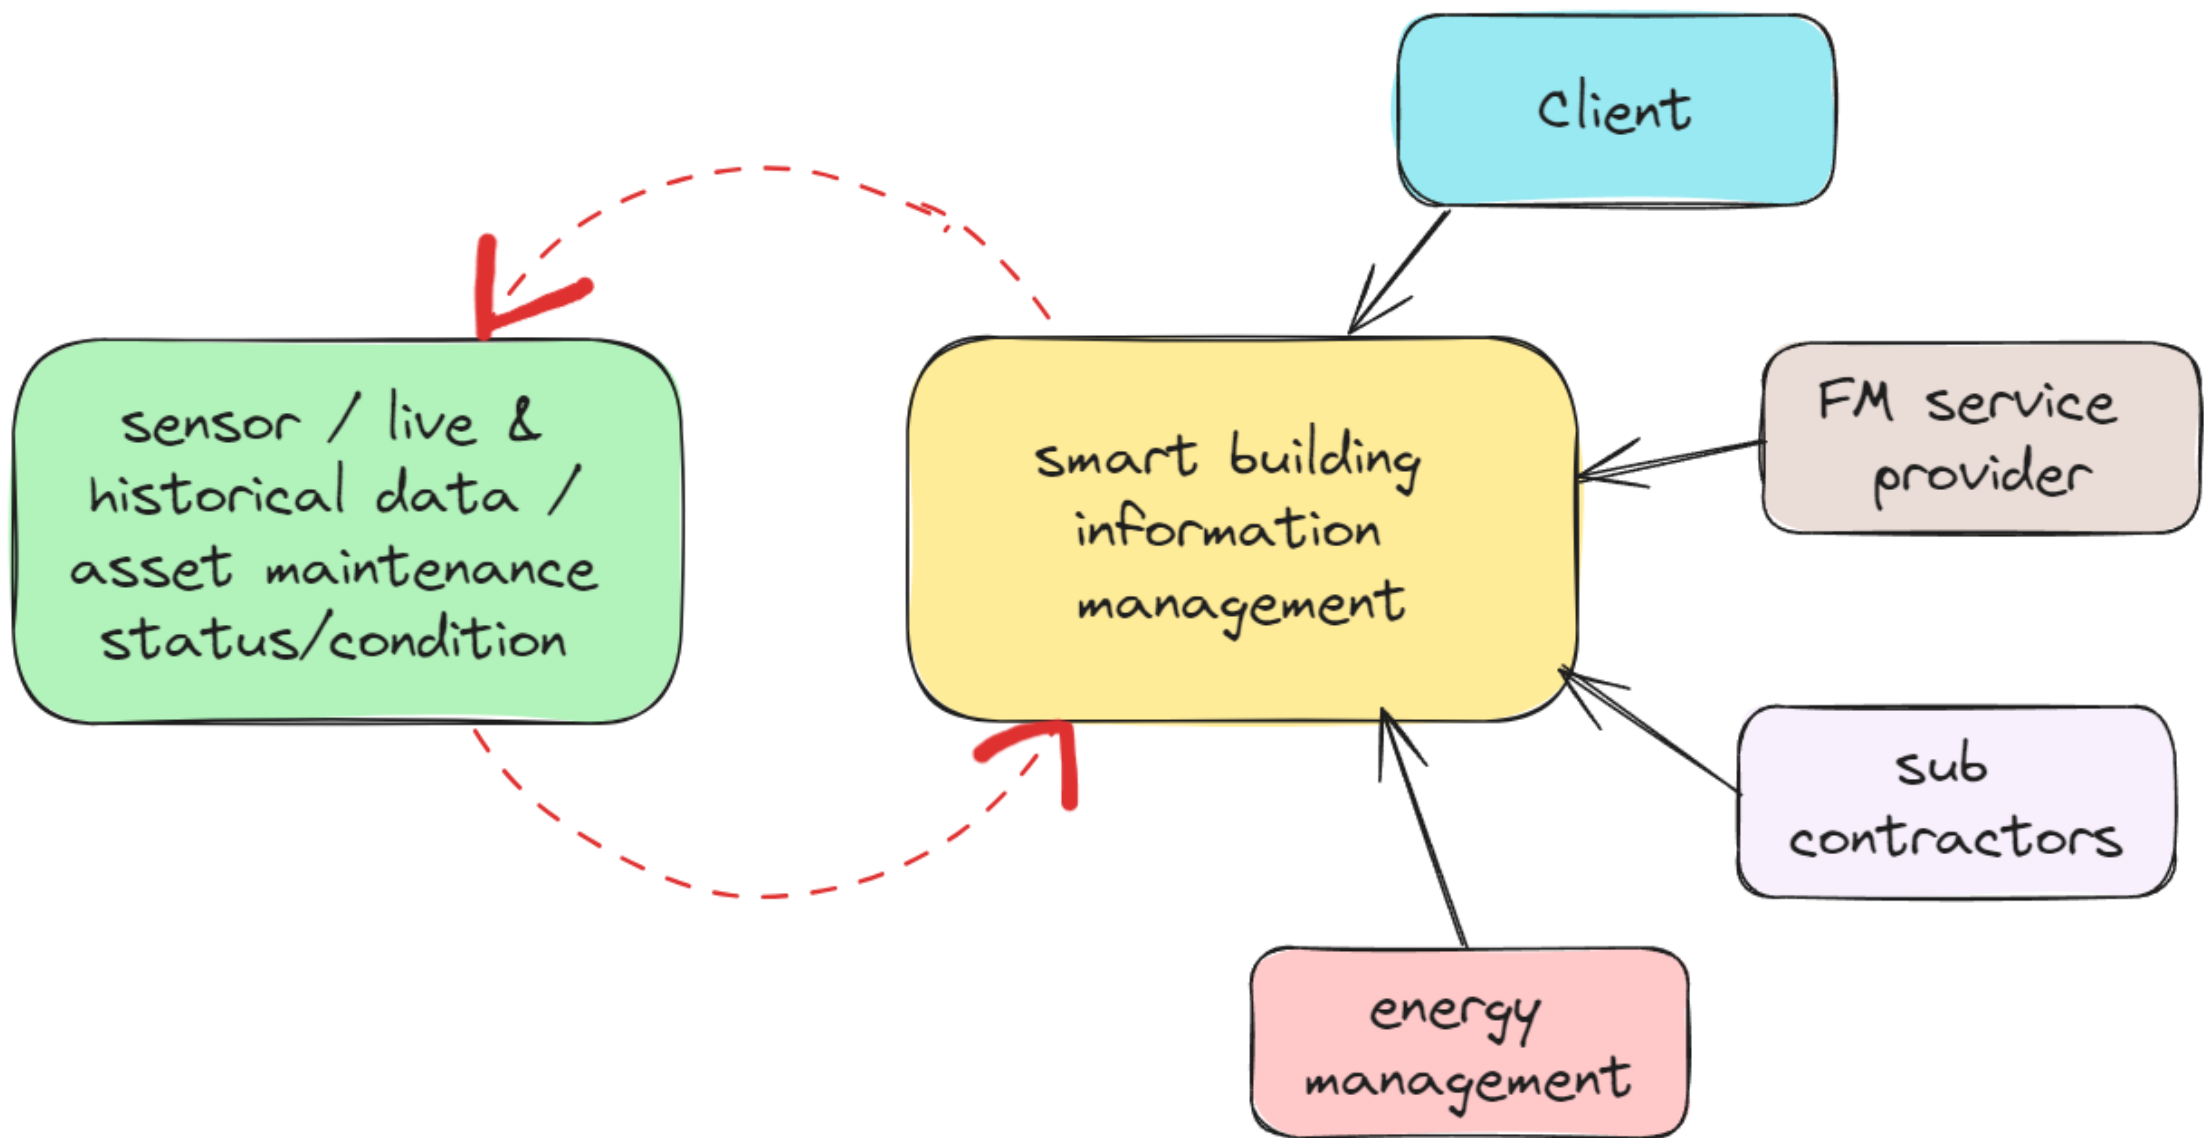 Client
sensor / live &
historical data /
asset maintenance
status/condition
smart building
information
management
FM service
provider
sub
contractors
energy
management